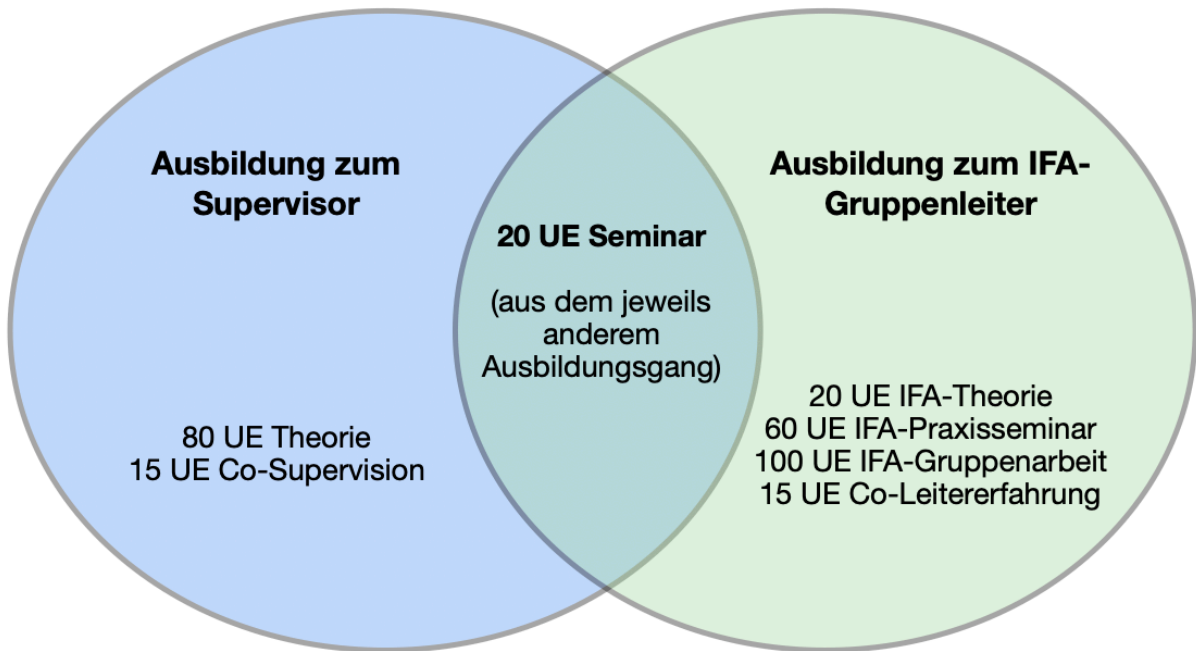 Ausbildung zum
Supervisor
80 UE Theorie
15 UE Co-Supervision
20 UE Seminar
(aus dem jeweils
anderem
Ausbildungsgang)
Ausbildung zum IFA-
Gruppenleiter
20 UE IFA-Theorie
60 UE IFA-Praxisseminar
100 UE IFA-Gruppenarbeit
15 UE Co-Leitererfahrung